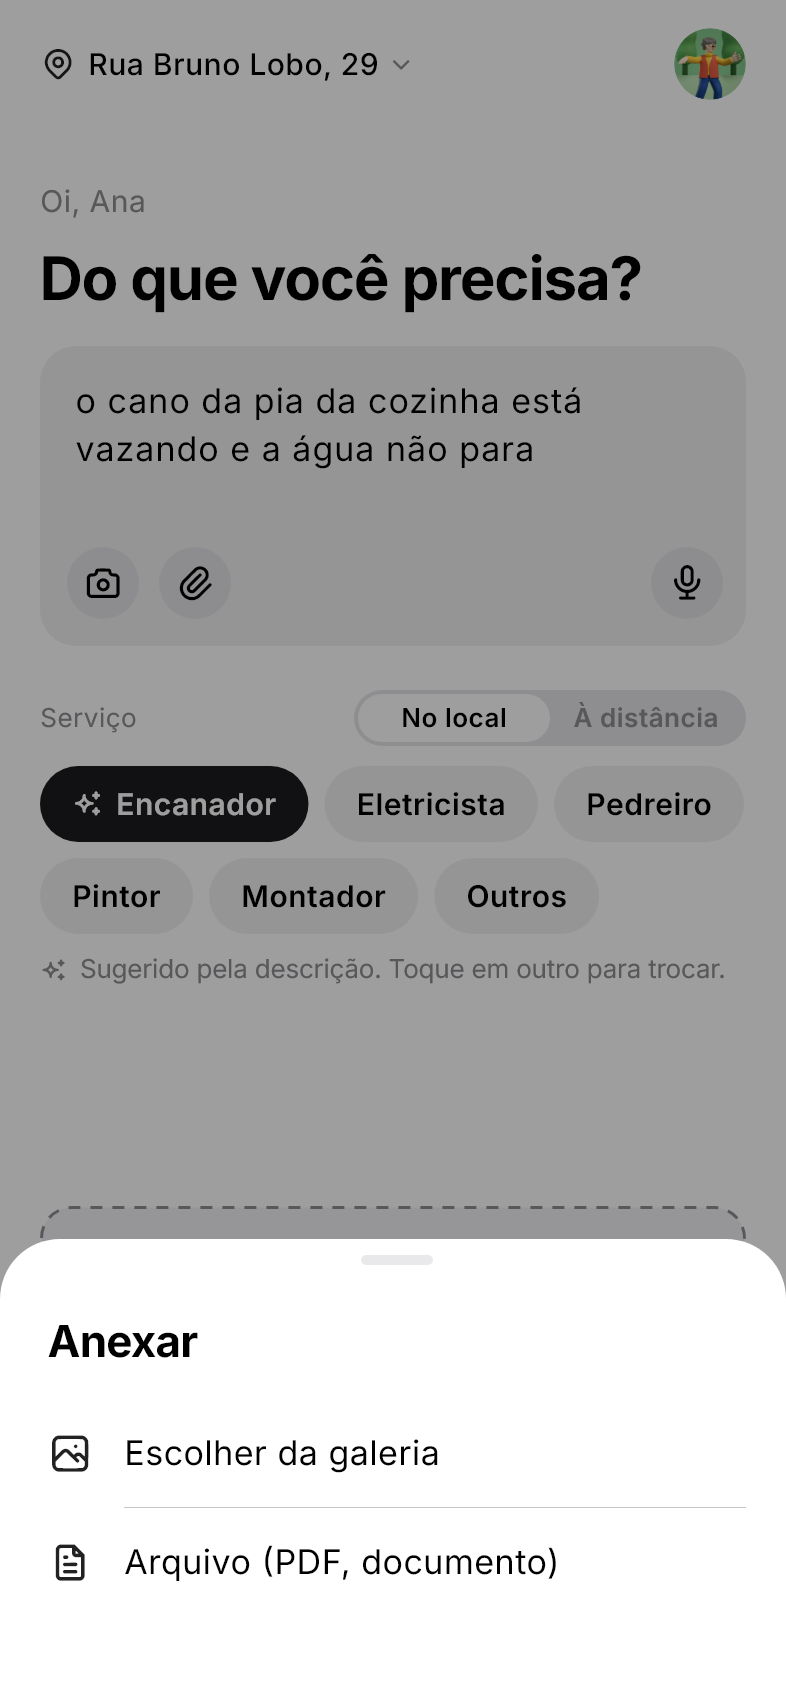 Rua Bruno Lobo, 29
Oi, Ana
Do que você precisa?
o cano da pia da cozinha está
vazando e a água não para
Serviço
No local
À distância
Encanador
Eletricista
Pedreiro
Pintor
Montador
Outros
Sugerido pela descrição. Toque em outro para trocar.
Anexar
Escolher da galeria
Arquivo (PDF, documento)